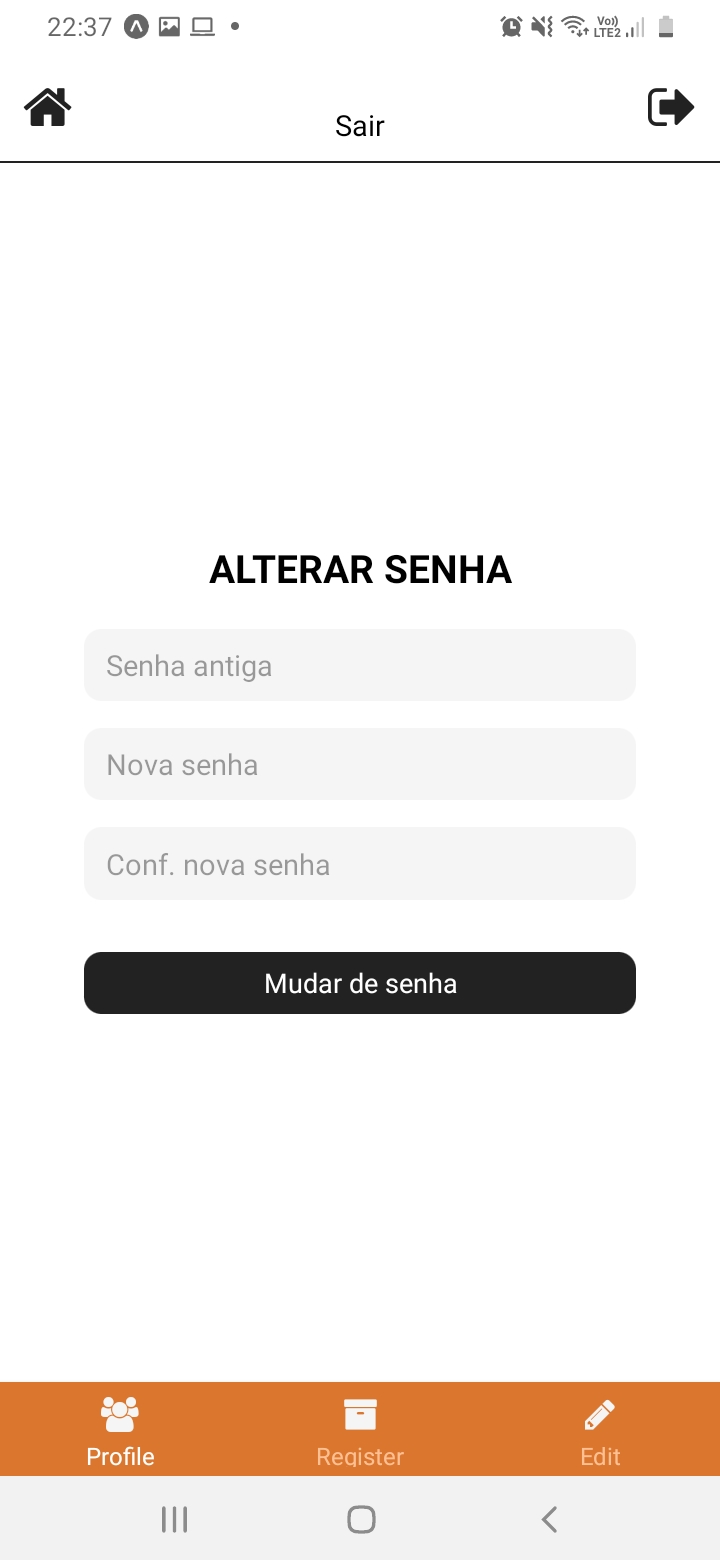 22:37
Vo))
LTE2
Sair
ALTERAR SENHA
Senha antiga
Nova senha
Conf. nova senha
Mudar de senha
Profile
Register
Edit